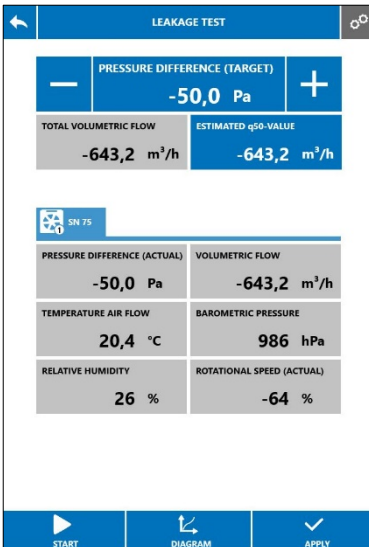 LEAKAGE TEST
PRESSURE DIFFERENCE (TARGET)
-50,0 Pa
TOTAL VOLUMETRIC FLOW
-643,2 m³/h
ESTIMATED q50-VALUE
-643,2 m³/h
1
SN 75
PRESSURE DIFFERENCE (ACTUAL)
-50,0 Pa
VOLUMETRIC FLOW
-643,2 m³/h
TEMPERATURE AIR FLOW
20,4 °C
BAROMETRIC PRESSURE
986 hPa
RELATIVE HUMIDITY
26 %
ROTATIONAL SPEED (ACTUAL)
-64 %
START
DIAGRAM
APPLY